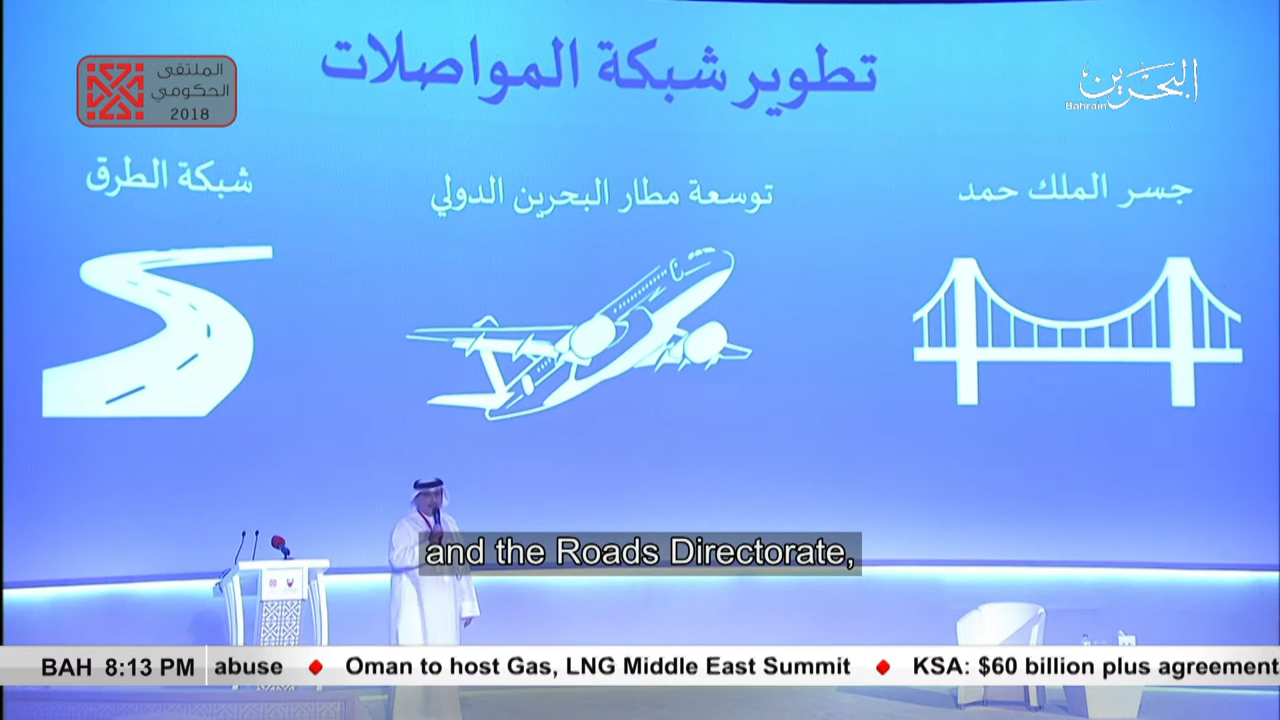 تطوير شبكة المواصلات
الملتقى
الحكومي
2018
البحرين
Bahrain
جسر الملك حمد
توسعة مطار البحرين الدولي
شبكة الطرق
and the Roads Directorate,
BAH 8:13 PM abuse Oman to host Gas, LNG Middle East Summit KSA: $60 billion plus agreement